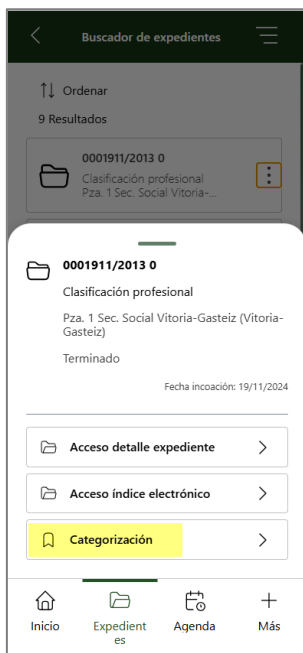 Buscador de expedientes
Ordenar
9 Resultados
0001911/2013 0
Clasificación profesional
Pza. 1 Sec. Social Vitoria-...
0001911/2013 0
Clasificación profesional
Pza. 1 Sec. Social Vitoria-Gasteiz (Vitoria-
Gasteiz)
Terminado
Fecha incoación: 19/11/2024
Acceso detalle expediente
Acceso índice electrónico
Categorización
Inicio
Expedient
es
Agenda
Más